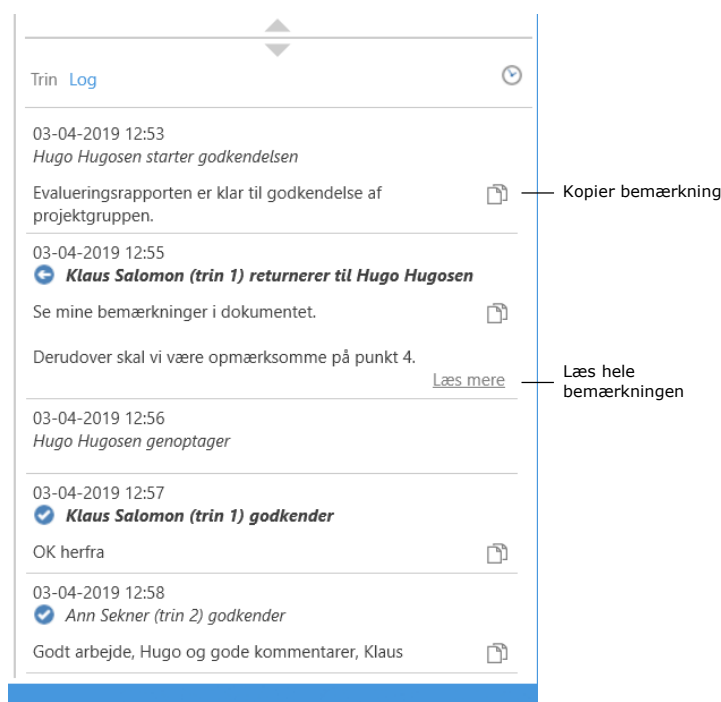 Trin Log
03-04-2019 12:53
Hugo Hugosen starter godkendelsen
Evalueringsrapporten er klar til godkendelse af
projektgruppen.
Kopier bemærkning
03-04-2019 12:55
Klaus Salomon (trin 1) returnerer til Hugo Hugosen
Se mine bemærkninger i dokumentet.
Derudover skal vi være opmærksomme på punkt 4.
Læs mere
Læs hele
bemærkningen
03-04-2019 12:56
Hugo Hugosen genoptager
03-04-2019 12:57
Klaus Salomon (trin 1) godkender
OK herfra
03-04-2019 12:58
Ann Sekner (trin 2) godkender
Godt arbejde, Hugo og gode kommentarer, Klaus